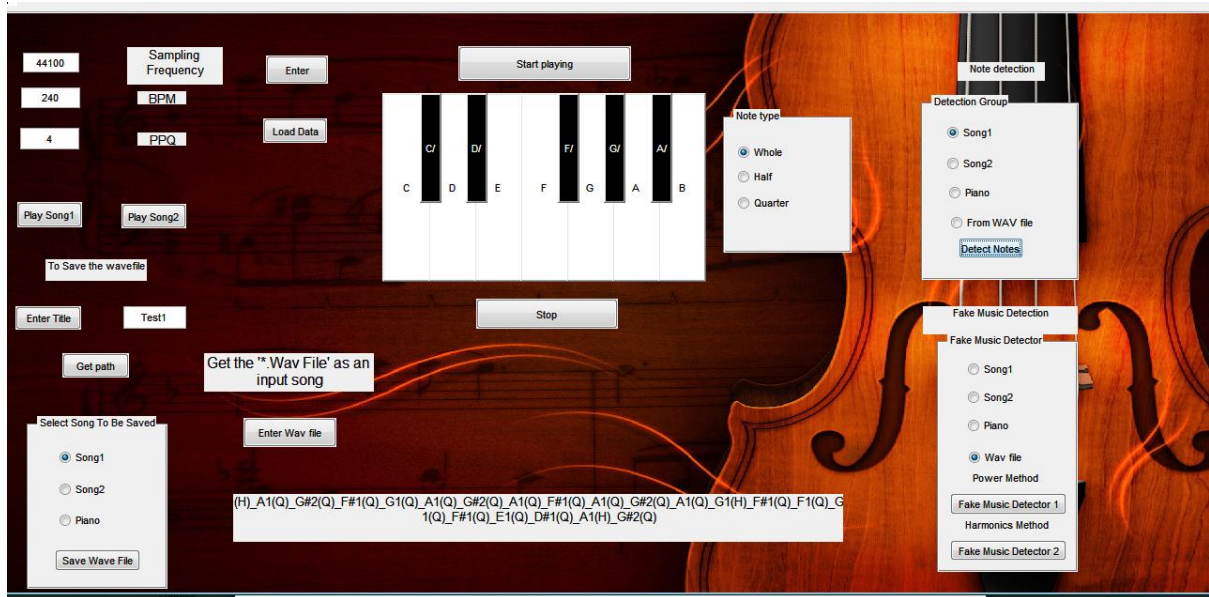 44100
Sampling
Frequency
Enter
240
BPM
4
PPQ
Load Data
Play Song1
Play Song2
To Save the wavefile
Enter Title
Test1
Get path
Select Song To Be Saved
Song1
Song2
Piano
Save Wave File
Start playing
C/
D/
F/
G/
A/
C
D
E
F
G
A
B
Note type
Whole
Half
Quarter
Stop
Get the '*.Wav File' as an
input song
Enter Wav file
(H)_A1(Q)_G#2(Q)_F#1(Q)_G1(Q)_A1(Q)_G#2(Q)_A1(Q)_F#1(Q)_A1(Q)_G#2(Q)_A1(Q)_G1(H)_F#1(Q)_F1(Q)_G
1(Q)_F#1(Q)_E1(Q)_D#1(Q)_A1(H)_G#2(Q)
Note detection
Detection Group
Song1
Song2
Piano
From WAV file
Detect Notes
Fake Music Detection
Fake Music Detector
Song1
Song2
Piano
Wav file
Power Method
Fake Music Detector 1
Harmonics Method
Fake Music Detector 2